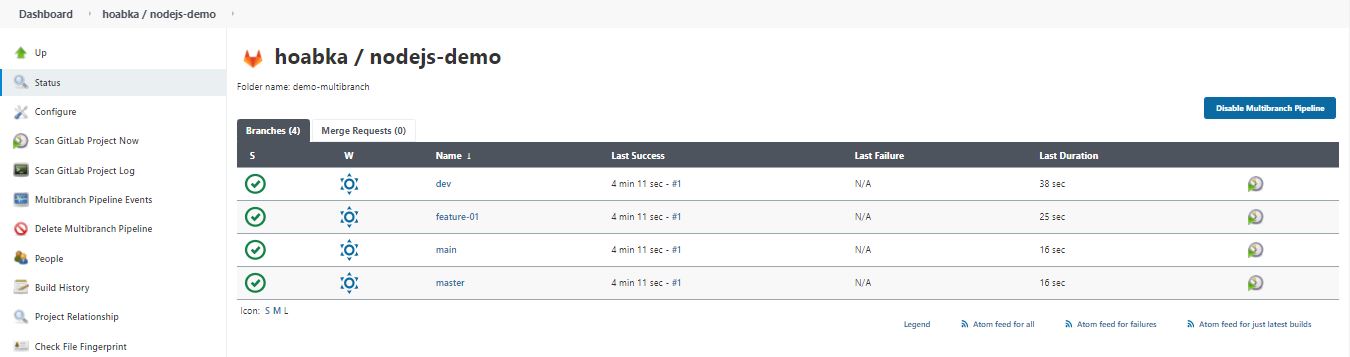 Dashboard hoabka / nodejs-demo
Up
Status
Configure
Scan GitLab Project Now
Scan GitLab Project Log
Multibranch Pipeline Events
Delete Multibranch Pipeline
People
Build History
Project Relationship
Check File Fingerprint
hoabka / nodejs-demo
Folder name: demo-multibranch
Disable Multibranch Pipeline
Branches (4) Merge Requests (0)
S W Name ↓ Last Success Last Failure Last Duration
dev 4 min 11 sec - #1 N/A 38 sec
feature-01 4 min 11 sec - #1 N/A 25 sec
main 4 min 11 sec - #1 N/A 16 sec
master 4 min 11 sec - #1 N/A 16 sec
Icon: S M L
Legend Atom feed for all Atom feed for failures Atom feed for just latest builds